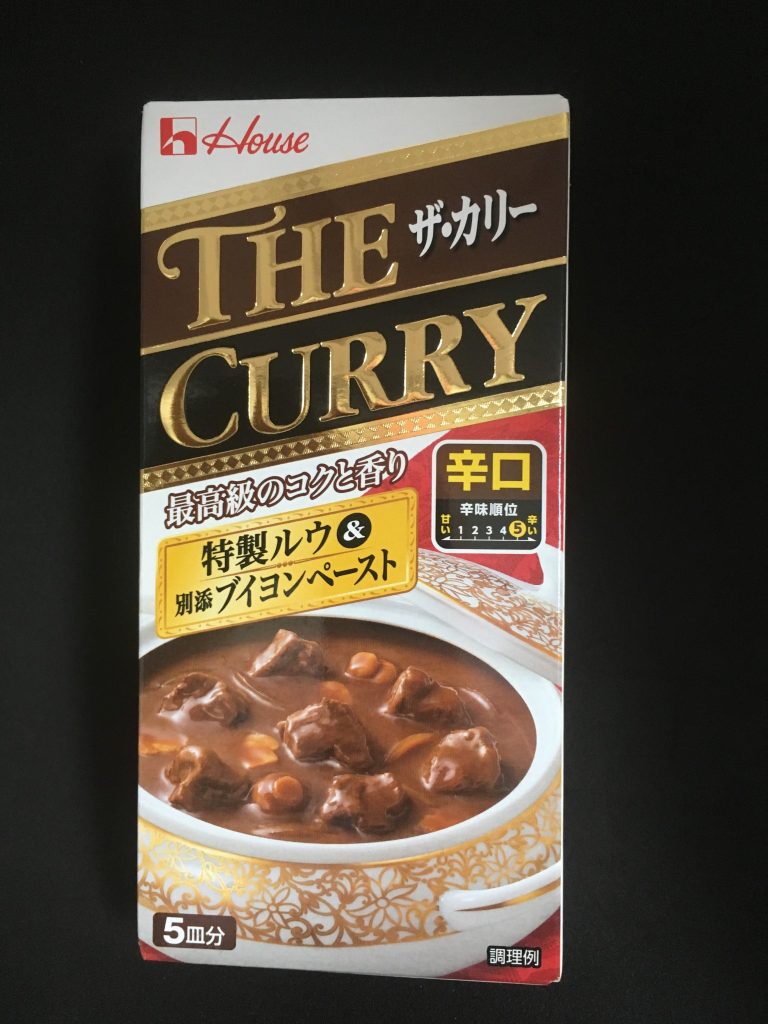 House
THE ザ・カリー
CURRY
最高級のコクと香り
特製ルウ&
別添ブイヨンペースト
辛口
辛味順位
甘い 1 2 3 4 5 辛い
5皿分
調理例